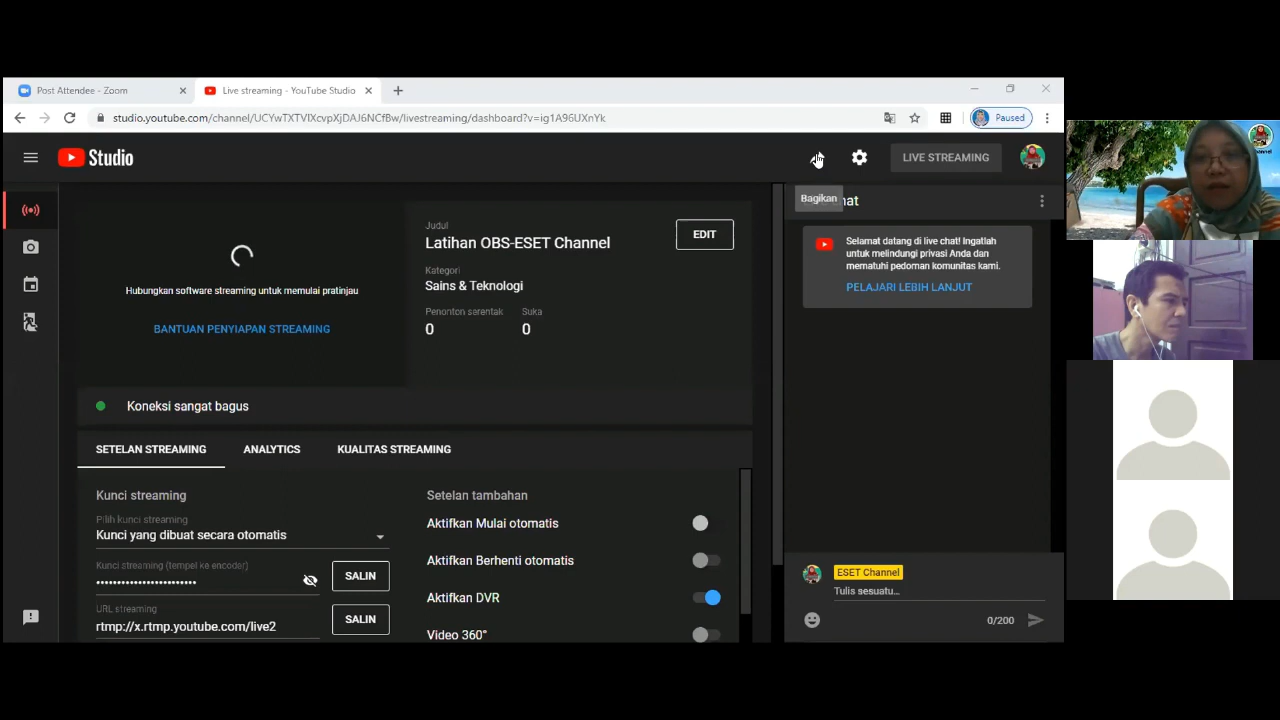 Post Attendee - Zoom
Live streaming - YouTube Studio
studio.youtube.com/channel/UCYwTXTVIXcvpXjDAJ6NCfBw/livestreaming/dashboard?v=ig1A96UXnYk
Paused
Studio
LIVE STREAMING
Bagikan
hat
Hubungkan software streaming untuk memulai pratinjau
BANTUAN PENYIAPAN STREAMING
Judul
Latihan OBS-ESET Channel
EDIT
Kategori
Sains & Teknologi
Penonton serentak
Suka
0
0
Selamat datang di live chat! Ingatlah
untuk melindungi privasi Anda dan
mematuhi pedoman komunitas kami.
PELAJARI LEBIH LANJUT
Koneksi sangat bagus
SETELAN STREAMING
ANALYTICS
KUALITAS STREAMING
Kunci streaming
Pilih kunci streaming
Kunci yang dibuat secara otomatis
Kunci streaming (tempel ke encoder)
SALIN
URL streaming
rtmp://x.rtmp.youtube.com/live2
SALIN
Setelan tambahan
Aktifkan Mulai otomatis
Aktifkan Berhenti otomatis
Aktifkan DVR
Video 360°
ESET Channel
Tulis sesuatu...
0/200